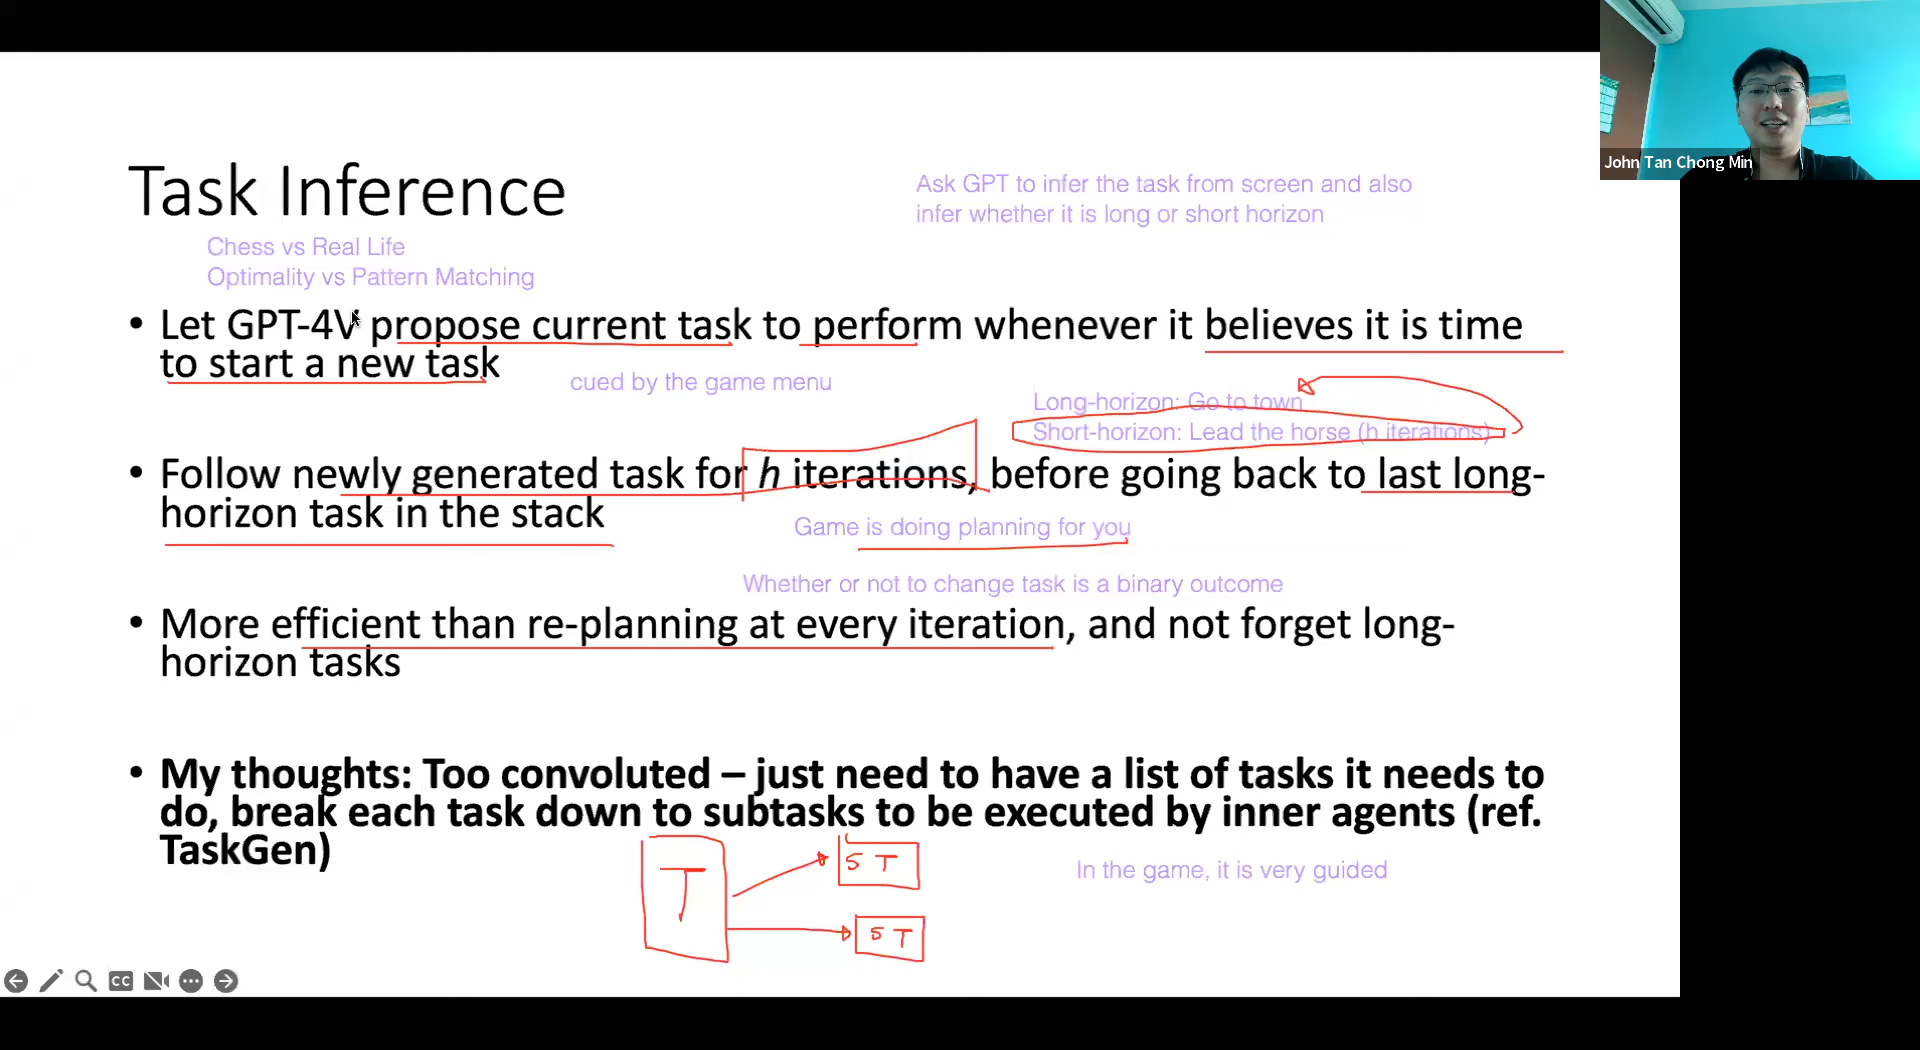 John Tan Chong Min
Task Inference
Ask GPT to infer the task from screen and also
infer whether it is long or short horizon
Chess vs Real Life
Optimality vs Pattern Matching
• Let GPT-4V propose current task to perform whenever it believes it is time
to start a new task
cued by the game menu
Long-horizon: Go to town
Short-horizon: Lead the horse (h iterations)
• Follow newly generated task for h iterations, before going back to last long-
horizon task in the stack
Game is doing planning for you
Whether or not to change task is a binary outcome
• More efficient than re-planning at every iteration, and not forget long-
horizon tasks
• My thoughts: Too convoluted – just need to have a list of tasks it needs to
do, break each task down to subtasks to be executed by inner agents (ref.
TaskGen)
T
ST
ST
In the game, it is very guided
CC